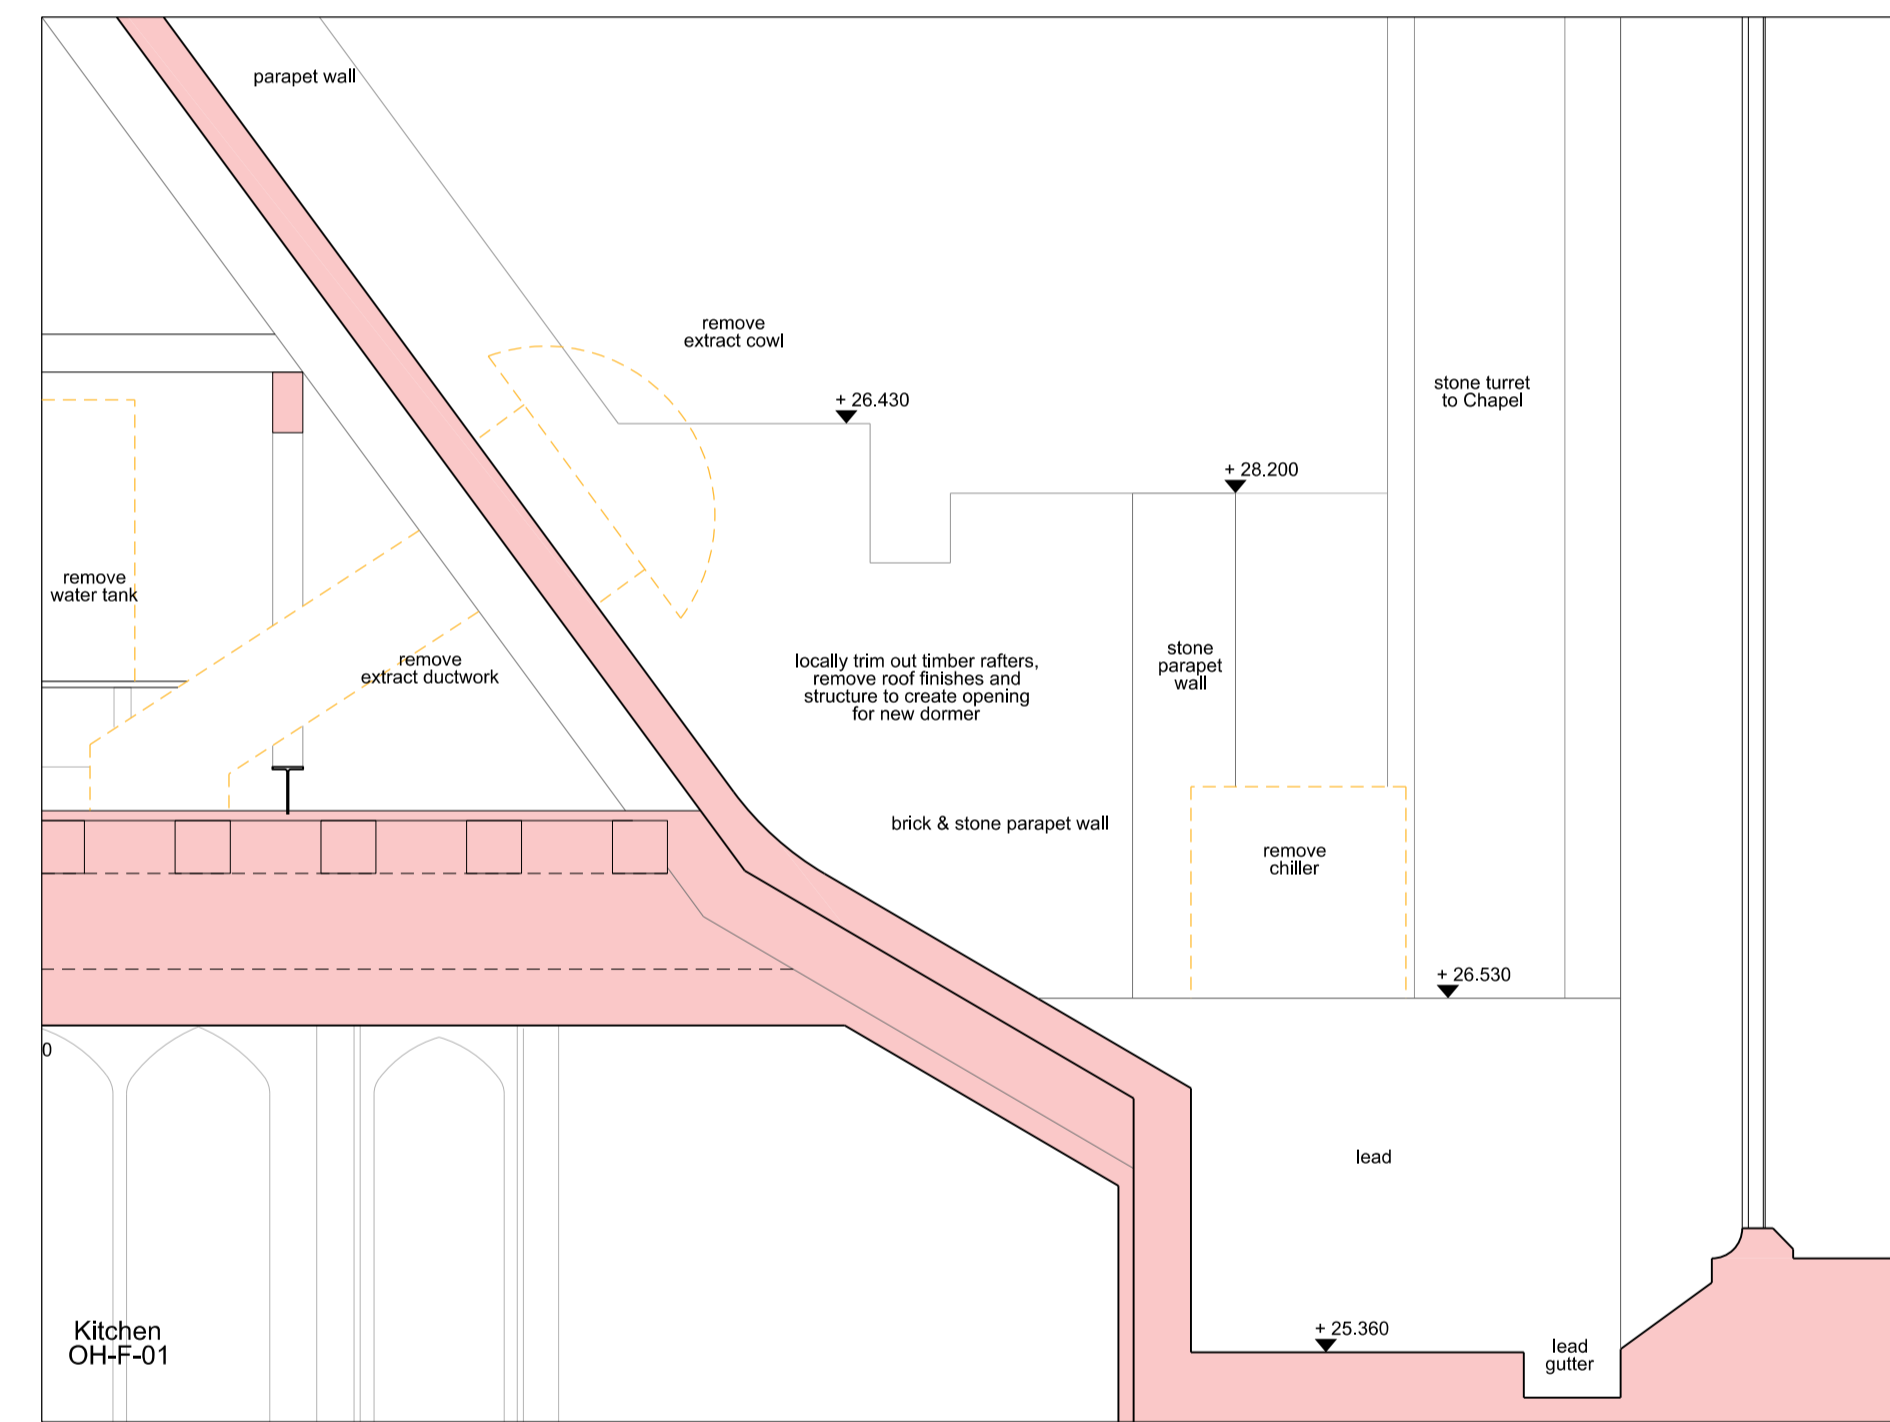 parapet wall
remove
extract cowl
+ 26.430
stone turret
to Chapel
+ 28.200
remove
water tank
remove
extract ductwork
locally trim out timber rafters,
remove roof finishes and
structure to create opening
for new dormer
stone
parapet
wall
brick & stone parapet wall
remove
chiller
+ 26.530
0
lead
Kitchen
OH-F-01
+ 25.360
lead
gutter